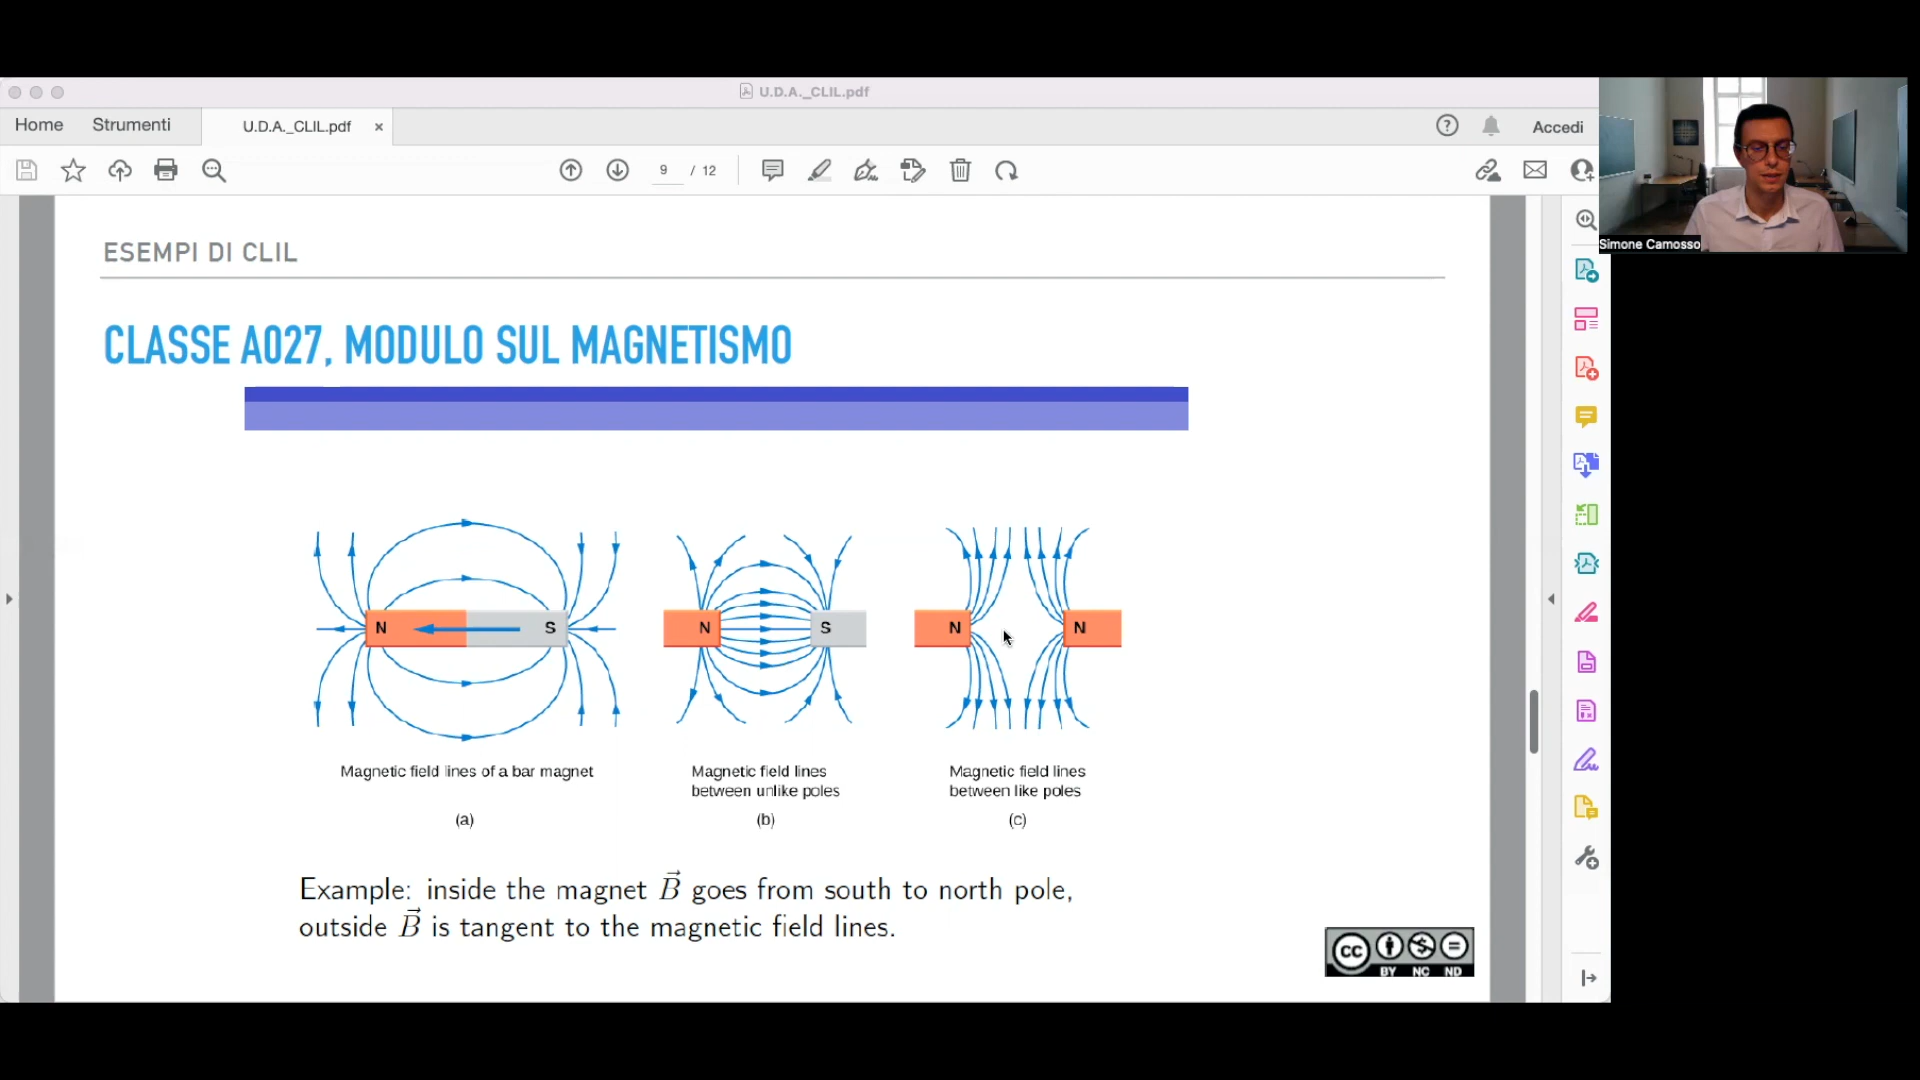 U.D.A._CLIL.pdf
Home
Strumenti
U.D.A._CLIL.pdf
Accedi
9 / 12
Simone Camosso
ESEMPI DI CLIL
CLASSE A027, MODULO SUL MAGNETISMO
N S
N S
N N
Magnetic field lines of a bar magnet
(a)
Magnetic field lines
between unlike poles
(b)
Magnetic field lines
between like poles
(c)
Example: inside the magnet B⃗ goes from south to north pole,
outside B⃗ is tangent to the magnetic field lines.
CC BY NC ND